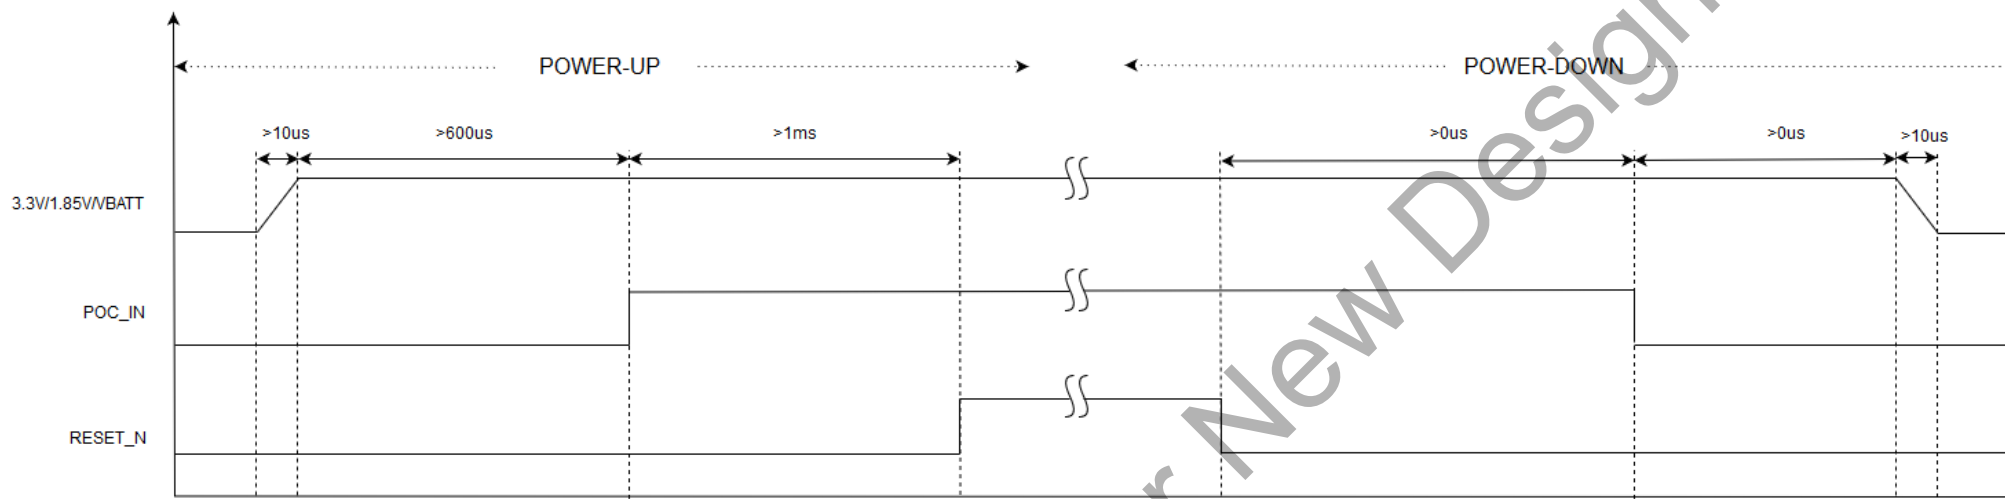 POWER-UP
POWER-DOWN
>10us
>600us
>1ms
>0us
>0us
>10us
3.3V/1.85V/VBATT
POC_IN
RESET_N
r New Design